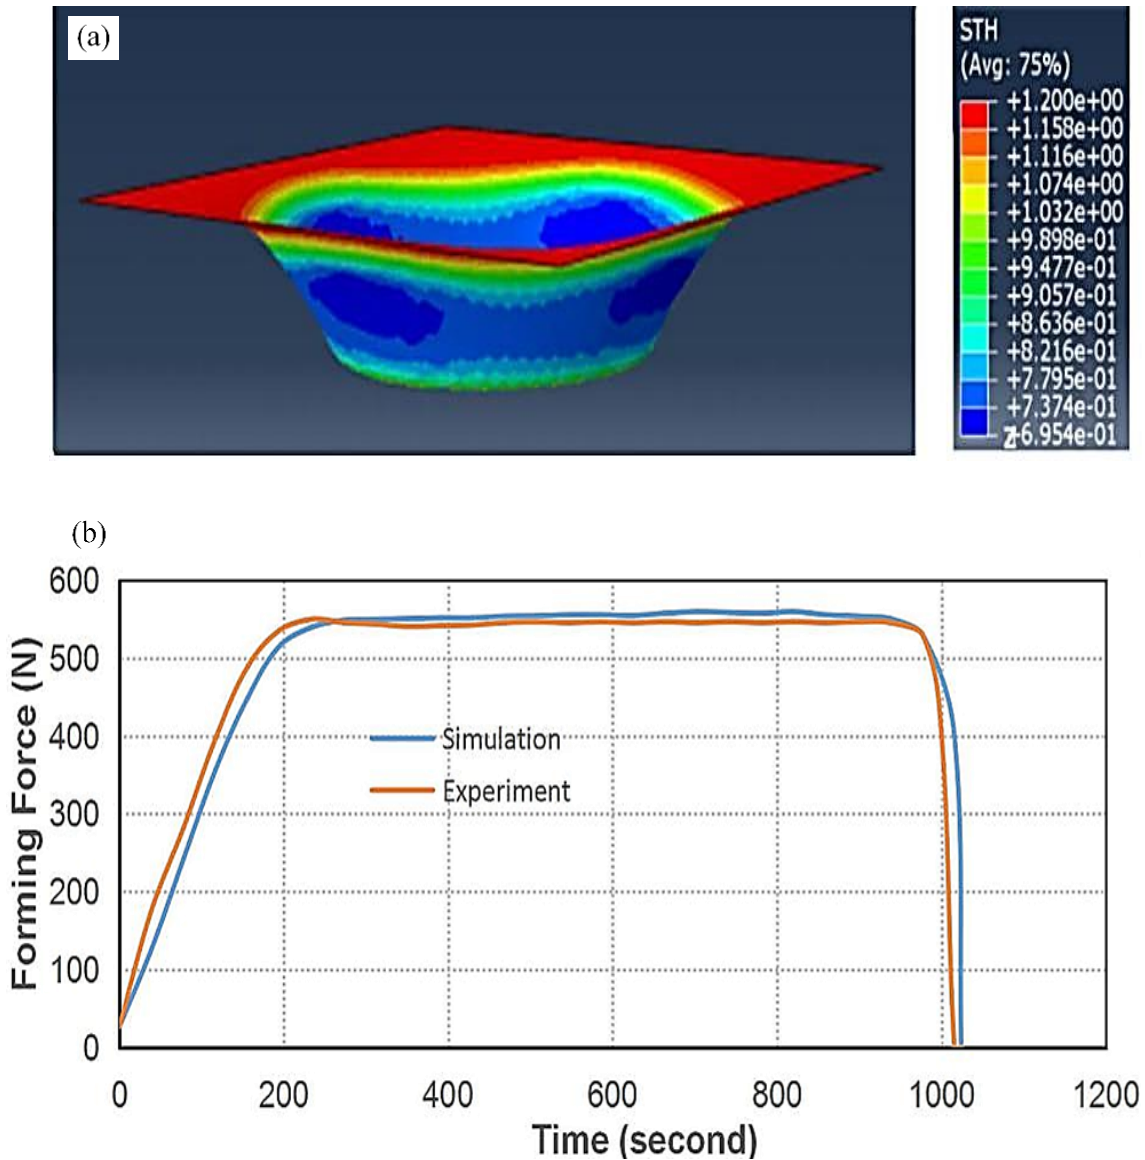 (a)
STH
(Avg: 75%)
+1.200e+00
+1.158e+00
+1.116e+00
+1.074e+00
+1.032e+00
+9.898e-01
+9.477e-01
+9.057e-01
+8.636e-01
+8.216e-01
+7.795e-01
+7.374e-01
+6.954e-01
Z
(b)
Forming Force (N)
600
500
400
300
200
100
0
Simulation
Experiment
0 200 400 600 800 1000 1200
Time (second)